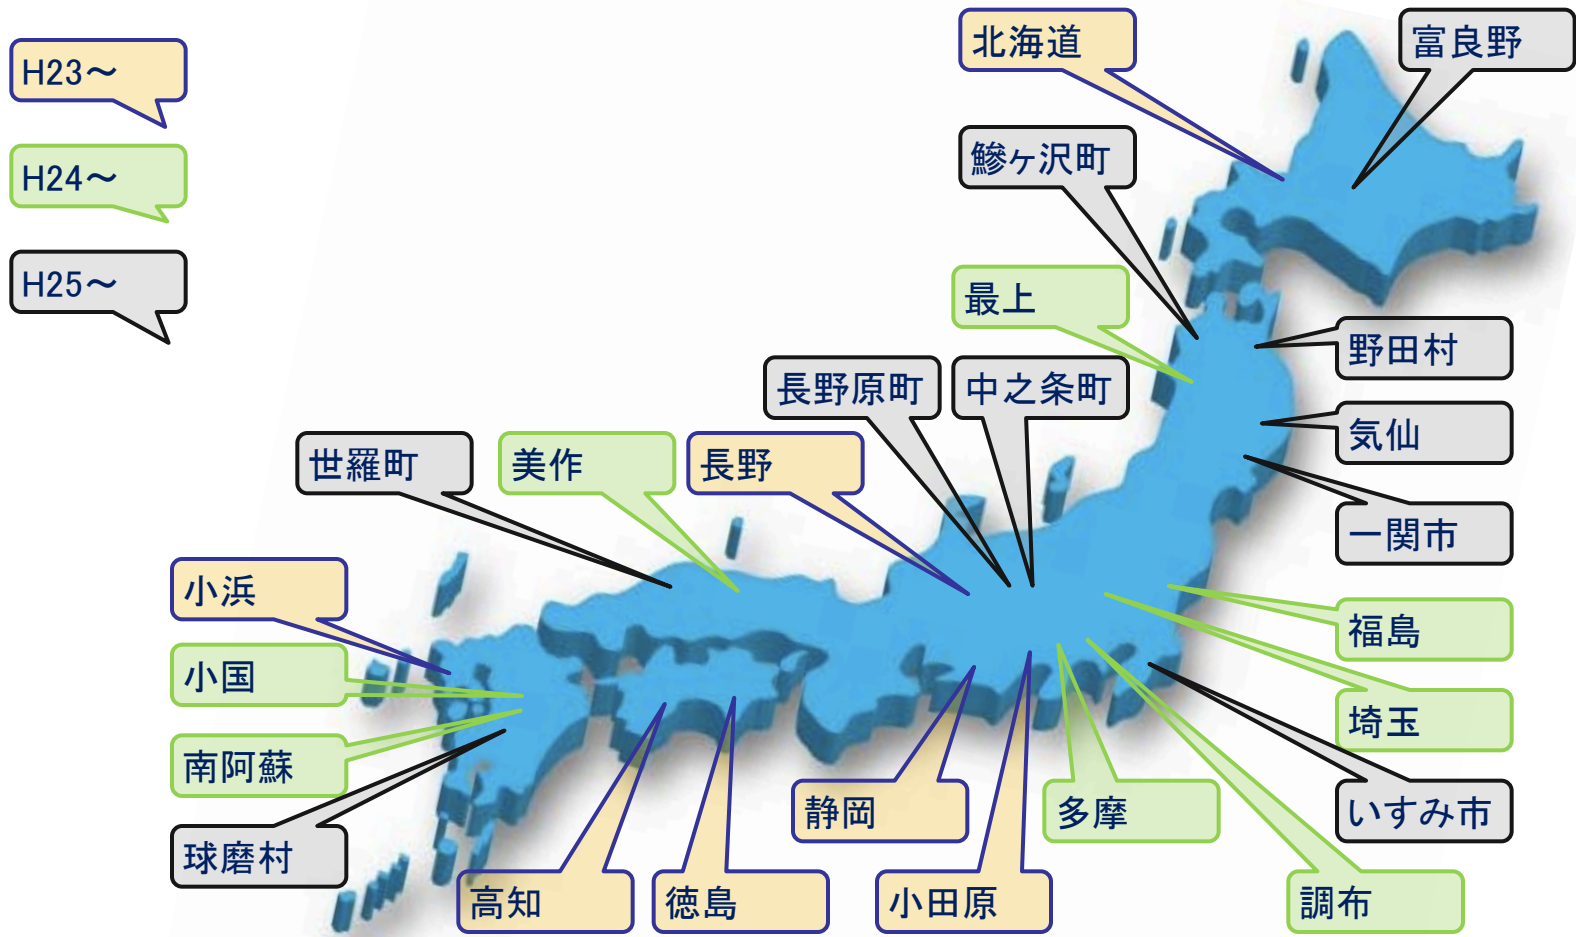 H23～
H24～
H25～
北海道
富良野
鰺ヶ沢町
最上
野田村
長野原町
中之条町
気仙
世羅町
美作
長野
一関市
小浜
福島
小国
埼玉
南阿蘇
静岡
多摩
いすみ市
球磨村
高知
徳島
小田原
調布